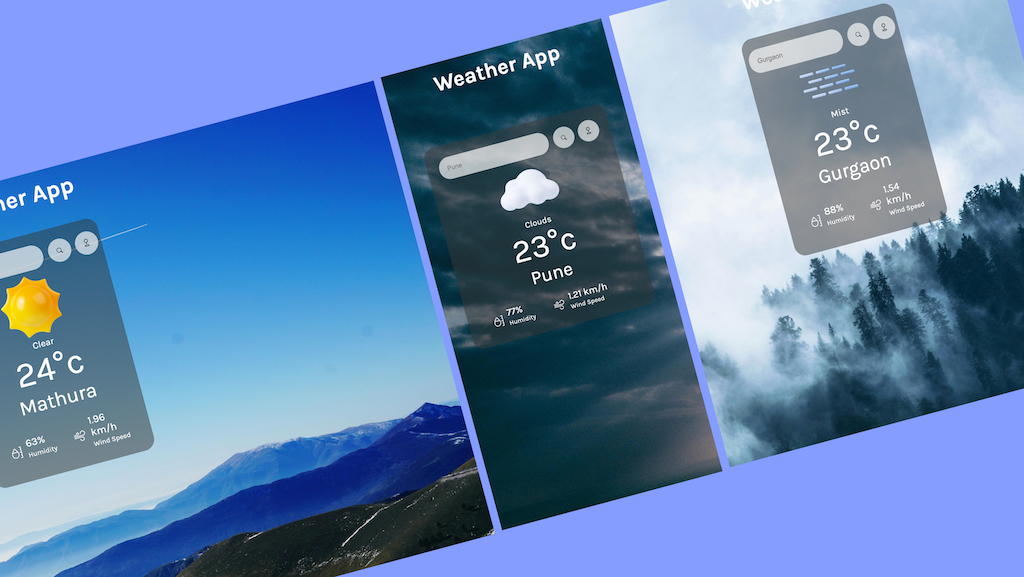 her App
Clear
24°c
Mathura
63%
Humidity
1.96
km/h
Wind Speed
Weather App
Pune
Clouds
23°c
Pune
77%
Humidity
1.21 km/h
Wind Speed
Gurgaon
Mist
23°c
Gurgaon
88%
Humidity
1.54
km/h
Wind Speed